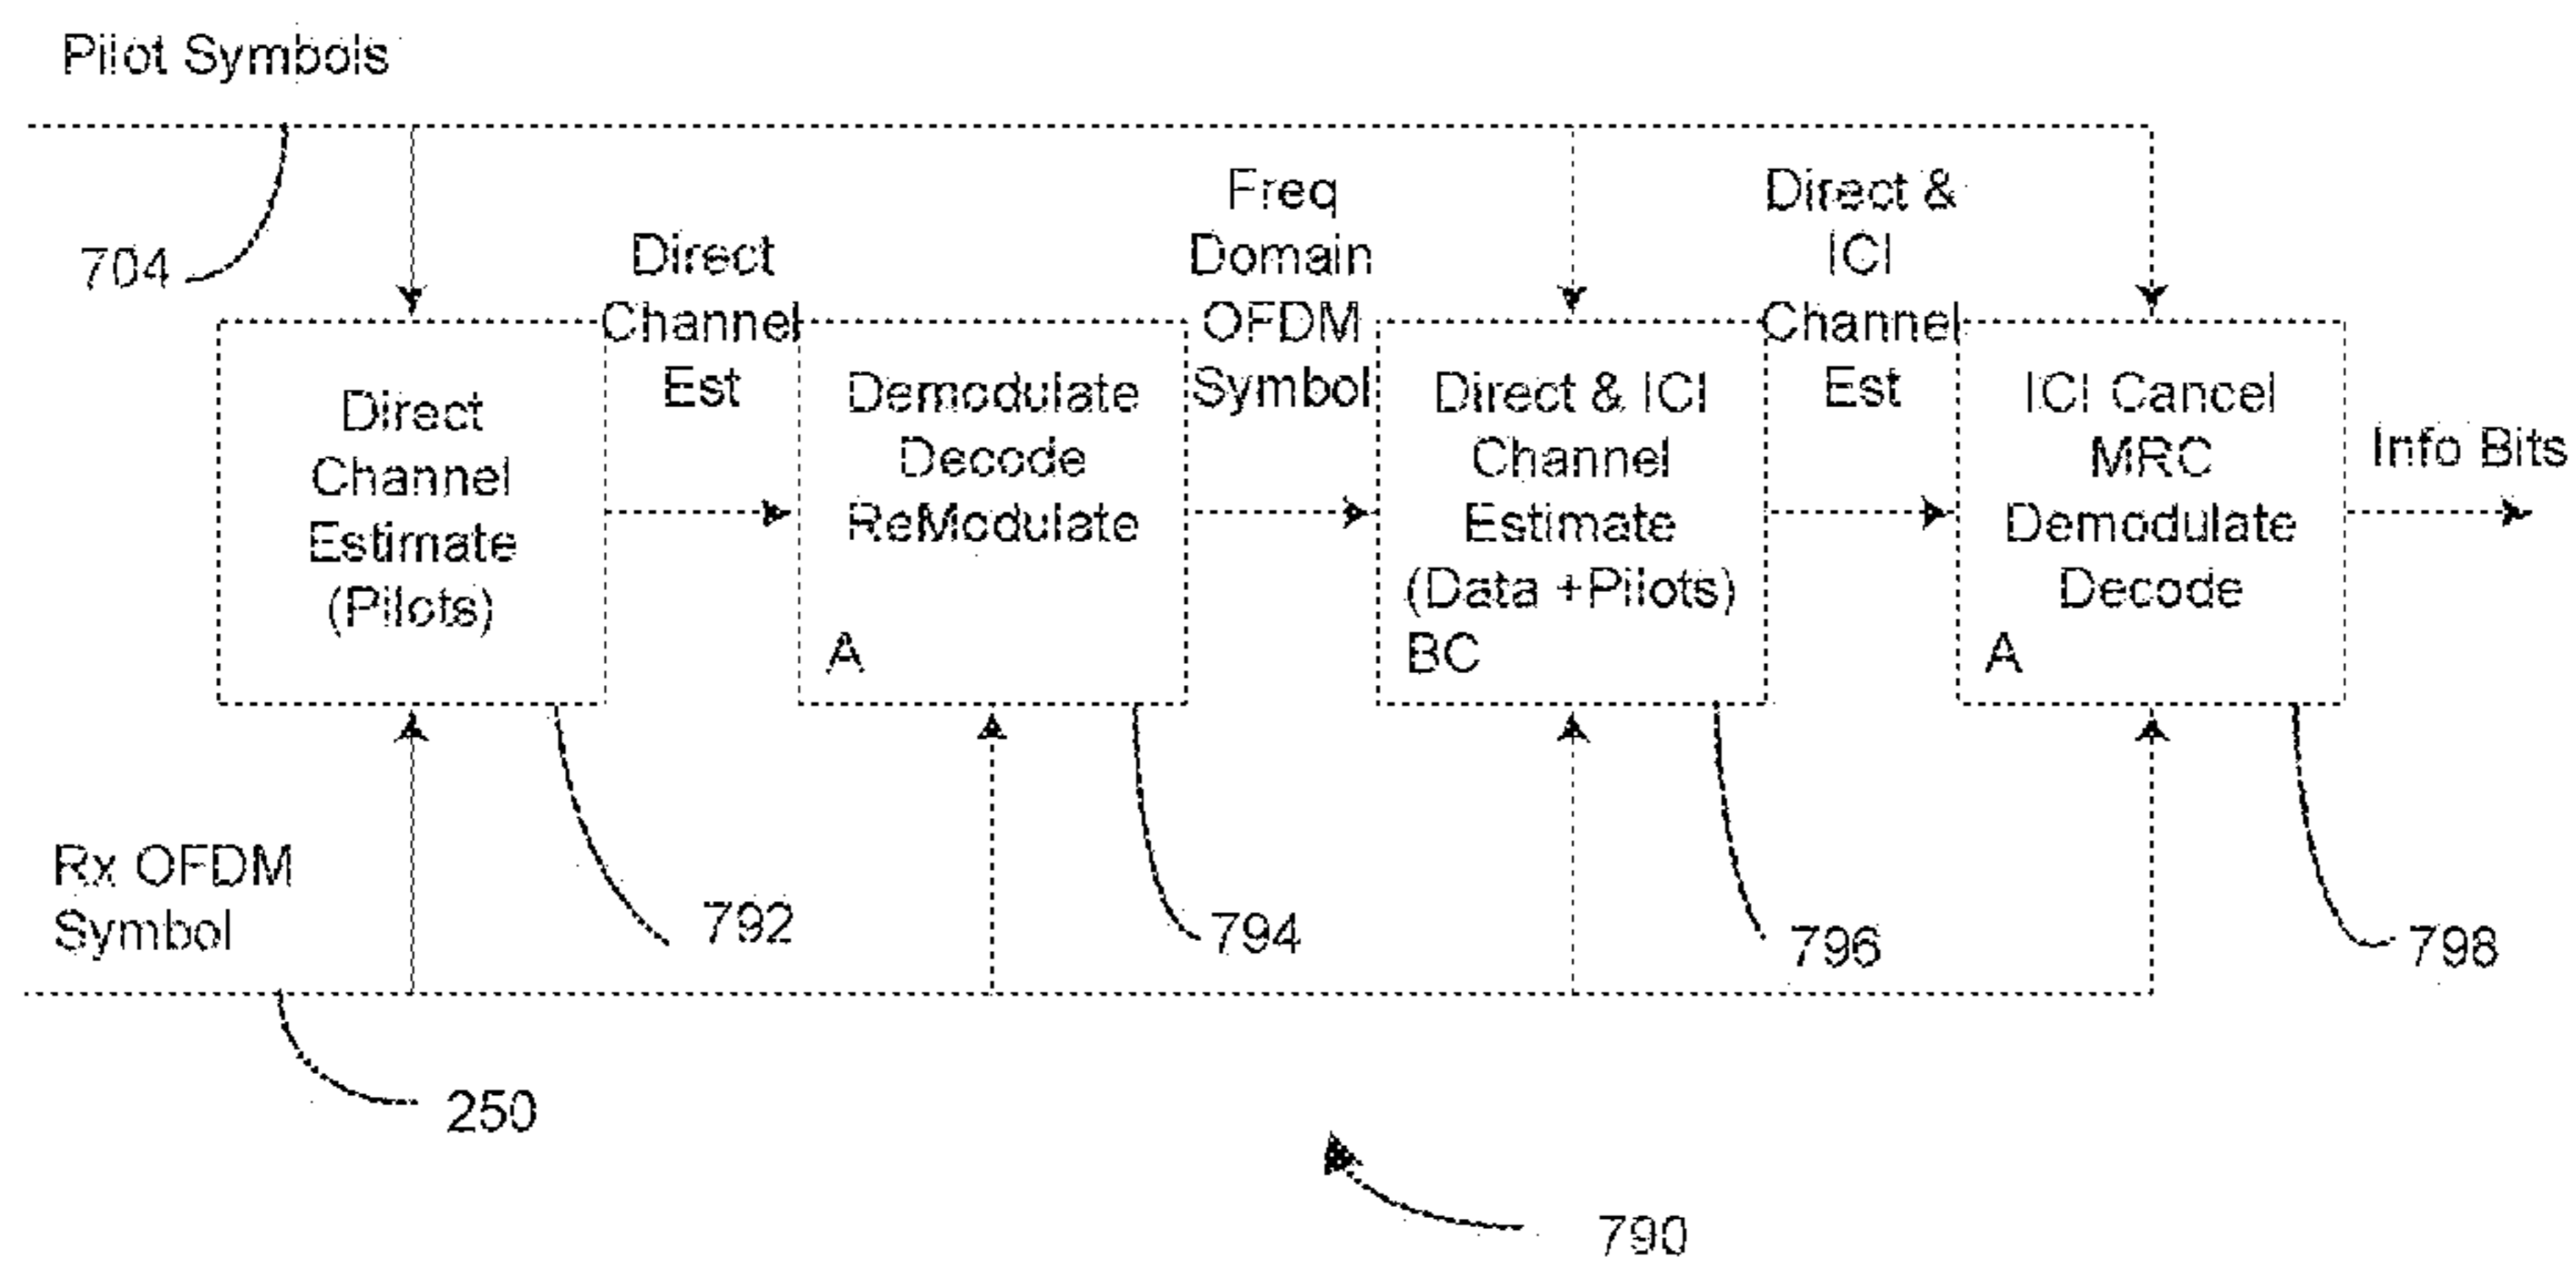 Pilot Symbols
704
Direct
Channel
Est
Freq
Domain
OFDM
Symbol
Direct &
ICI
Channel
Est
Direct
Channel
Estimate
(Pilots)
Demodulate
Decode
ReModulate
A
Direct & ICI
Channel
Estimate
(Data +Pilots)
BC
ICI Cancel
MRC
Demodulate
Decode
A
Info Bits
Rx OFDM
Symbol
792
794
796
798
250
790